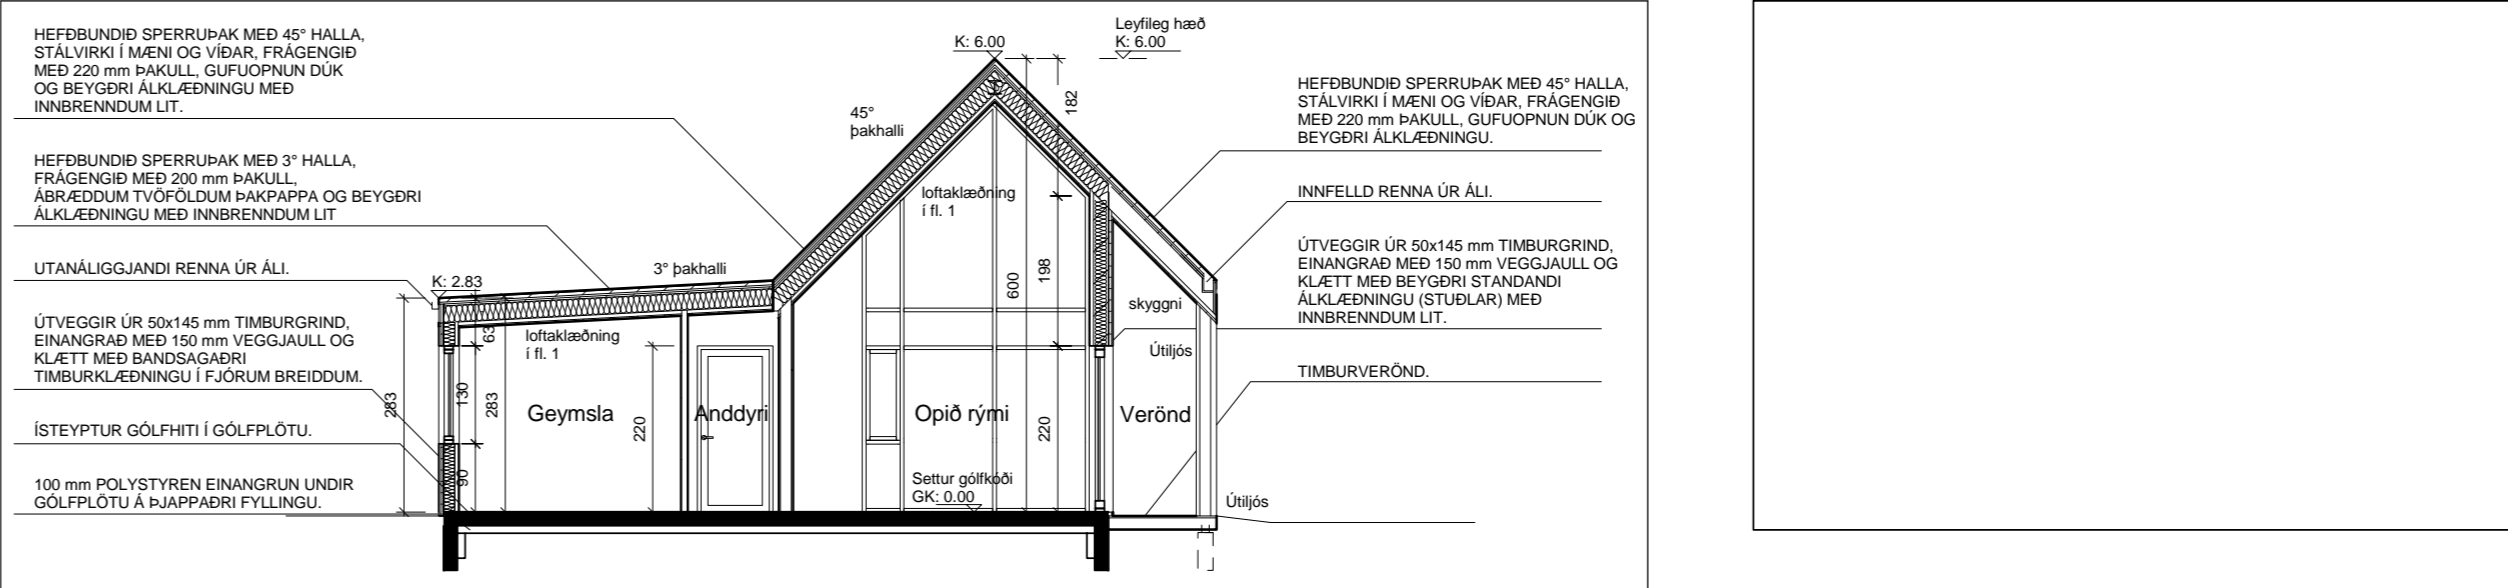 HEFÐBUNDIÐ SPERRUÞAK MEÐ 45° HALLA,
STÁLVIRKI Í MÆNI OG VÍÐAR, FRÁGENGIÐ
MEÐ 220 mm ÞAKULL, GUFUOPNUN DÚK
OG BEYGÐRI ÁLKLÆÐNINGU MEÐ
INNBRENNDUM LIT.
HEFÐBUNDIÐ SPERRUÞAK MEÐ 3° HALLA,
FRÁGENGIÐ MEÐ 200 mm ÞAKULL,
ÁBRÆDDUM TVÖFÖLDUM ÞAKPAPPA OG BEYGÐRI
ÁLKLÆÐNINGU MEÐ INNBRENNDUM LIT
UTANÁLIGGJANDI RENNA ÚR ÁLI.
ÚTVEGGIR ÚR 50x145 mm TIMBURGRIND,
EINANGRAÐ MEÐ 150 mm VEGGJAULL OG
KLÆTT MEÐ BANDSAGAÐRI
TIMBURKLÆÐNINGU Í FJÓRUM BREIDDUM.
ÍSTEYPTUR GÓLFHITI Í GÓLFPLÖTU.
100 mm POLYSTYREN EINANGRUN UNDIR
GÓLFPLÖTU Á ÞJAPPAÐRI FYLLINGU.
K: 6.00
Leyfileg hæð
K: 6.00
45°
þakhalli
182
loftaklæðning
í fl. 1
3° þakhalli
K: 2.83
600
198
skyggni
63
loftaklæðning
í fl. 1
Útiljós
283
130
283
220
220
90
Geymsla
Anddyri
Opið rými
Verönd
Settur gólfkóði
GK: 0.00
Útiljós
HEFÐBUNDIÐ SPERRUÞAK MEÐ 45° HALLA,
STÁLVIRKI Í MÆNI OG VÍÐAR, FRÁGENGIÐ
MEÐ 220 mm ÞAKULL, GUFUOPNUN DÚK OG
BEYGÐRI ÁLKLÆÐNINGU.
INNFELLD RENNA ÚR ÁLI.
ÚTVEGGIR ÚR 50x145 mm TIMBURGRIND,
EINANGRAÐ MEÐ 150 mm VEGGJAULL OG
KLÆTT MEÐ BEYGÐRI STANDANDI
ÁLKLÆÐNINGU (STUÐLAR) MEÐ
INNBRENNDUM LIT.
TIMBURVERÖND.